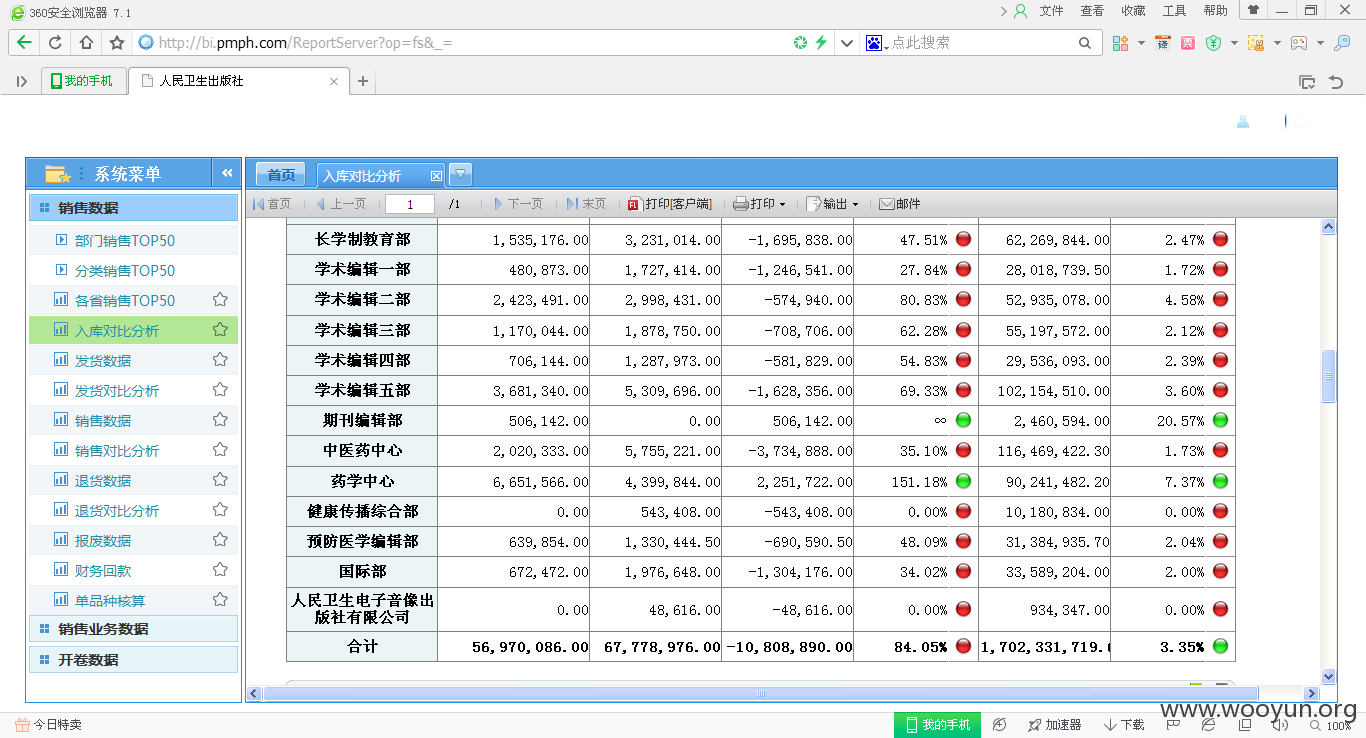 360安全浏览器 7.1 文件 查看 收藏 工具 帮助
http://bi.pmph.com/ReportServer?op=fs&_= 点此搜索
我的手机 人民卫生出版社
系统菜单 « 首页 入库对比分析
销售数据
首页 上一页 1 /1 下一页 末页 打印[客户端] 打印 输出 邮件
部门销售TOP50
分类销售TOP50
各省销售TOP50
入库对比分析
发货数据
发货对比分析
销售数据
销售对比分析
退货数据
退货对比分析
报废数据
财务回款
单品种核算
销售业务数据
开卷数据
长学制教育部 1,535,176.00 3,231,014.00 -1,695,838.00 47.51% 62,269,844.00 2.47%
学术编辑一部 480,873.00 1,727,414.00 -1,246,541.00 27.84% 28,018,739.50 1.72%
学术编辑二部 2,423,491.00 2,998,431.00 -574,940.00 80.83% 52,935,078.00 4.58%
学术编辑三部 1,170,044.00 1,878,750.00 -708,706.00 62.28% 55,197,572.00 2.12%
学术编辑四部 706,144.00 1,287,973.00 -581,829.00 54.83% 29,536,093.00 2.39%
学术编辑五部 3,681,340.00 5,309,696.00 -1,628,356.00 69.33% 102,154,510.00 3.60%
期刊编辑部 506,142.00 0.00 506,142.00 ∞ 2,460,594.00 20.57%
中医药中心 2,020,333.00 5,755,221.00 -3,734,888.00 35.10% 116,469,422.30 1.73%
药学中心 6,651,566.00 4,399,844.00 2,251,722.00 151.18% 90,241,482.20 7.37%
健康传播综合部 0.00 543,408.00 -543,408.00 0.00% 10,180,834.00 0.00%
预防医学编辑部 639,854.00 1,330,444.50 -690,590.50 48.09% 31,384,935.70 2.04%
国际部 672,472.00 1,976,648.00 -1,304,176.00 34.02% 33,589,204.00 2.00%
人民卫生电子音像出
版社有限公司 0.00 48,616.00 -48,616.00 0.00% 934,347.00 0.00%
合计 56,970,086.00 67,778,976.00 -10,808,890.00 84.05% 1,702,331,719. 3.35%
www.wooyun.org
今日特卖 我的手机 加速器 下载 100%